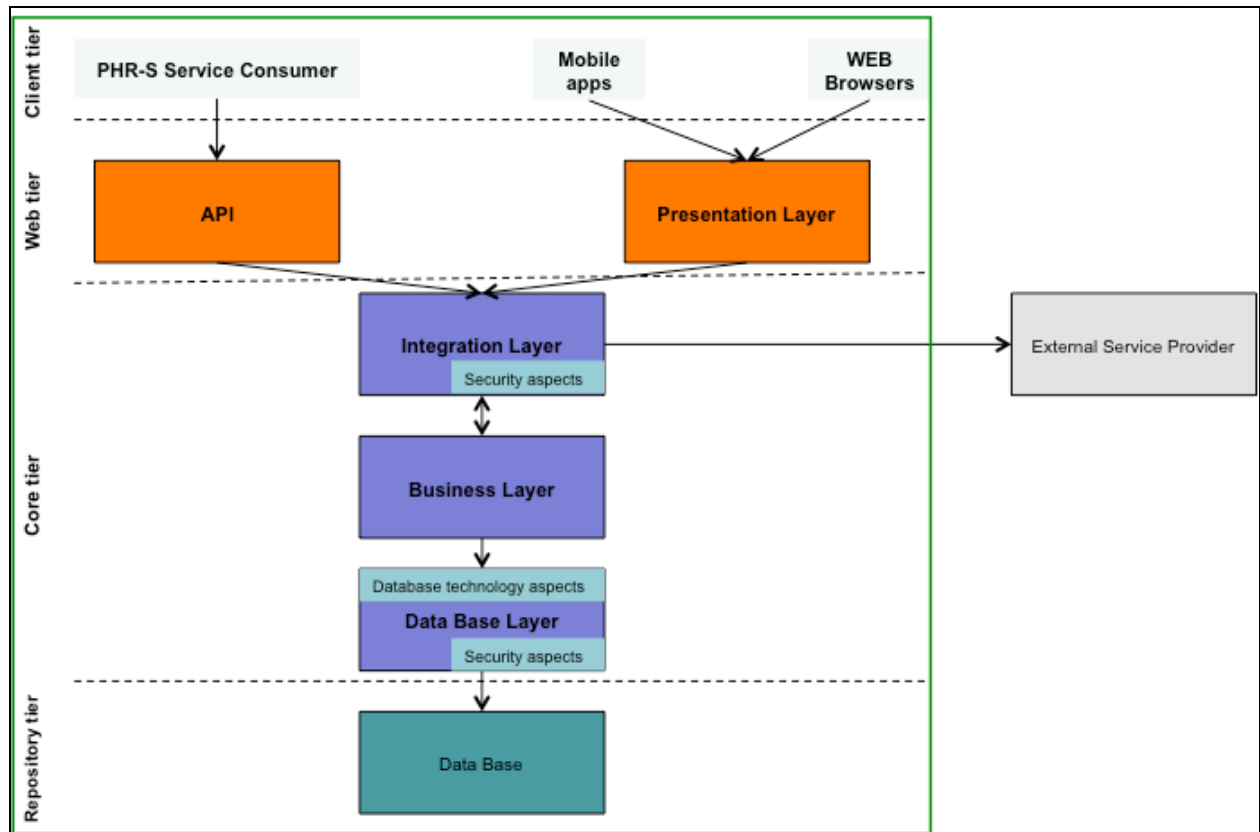 Client tier
PHR-S Service Consumer
Mobile
apps
WEB
Browsers
Web tier
API
Presentation Layer
Core tier
Integration Layer
Security aspects
External Service Provider
Business Layer
Database technology aspects
Data Base Layer
Security aspects
Repository tier
Data Base